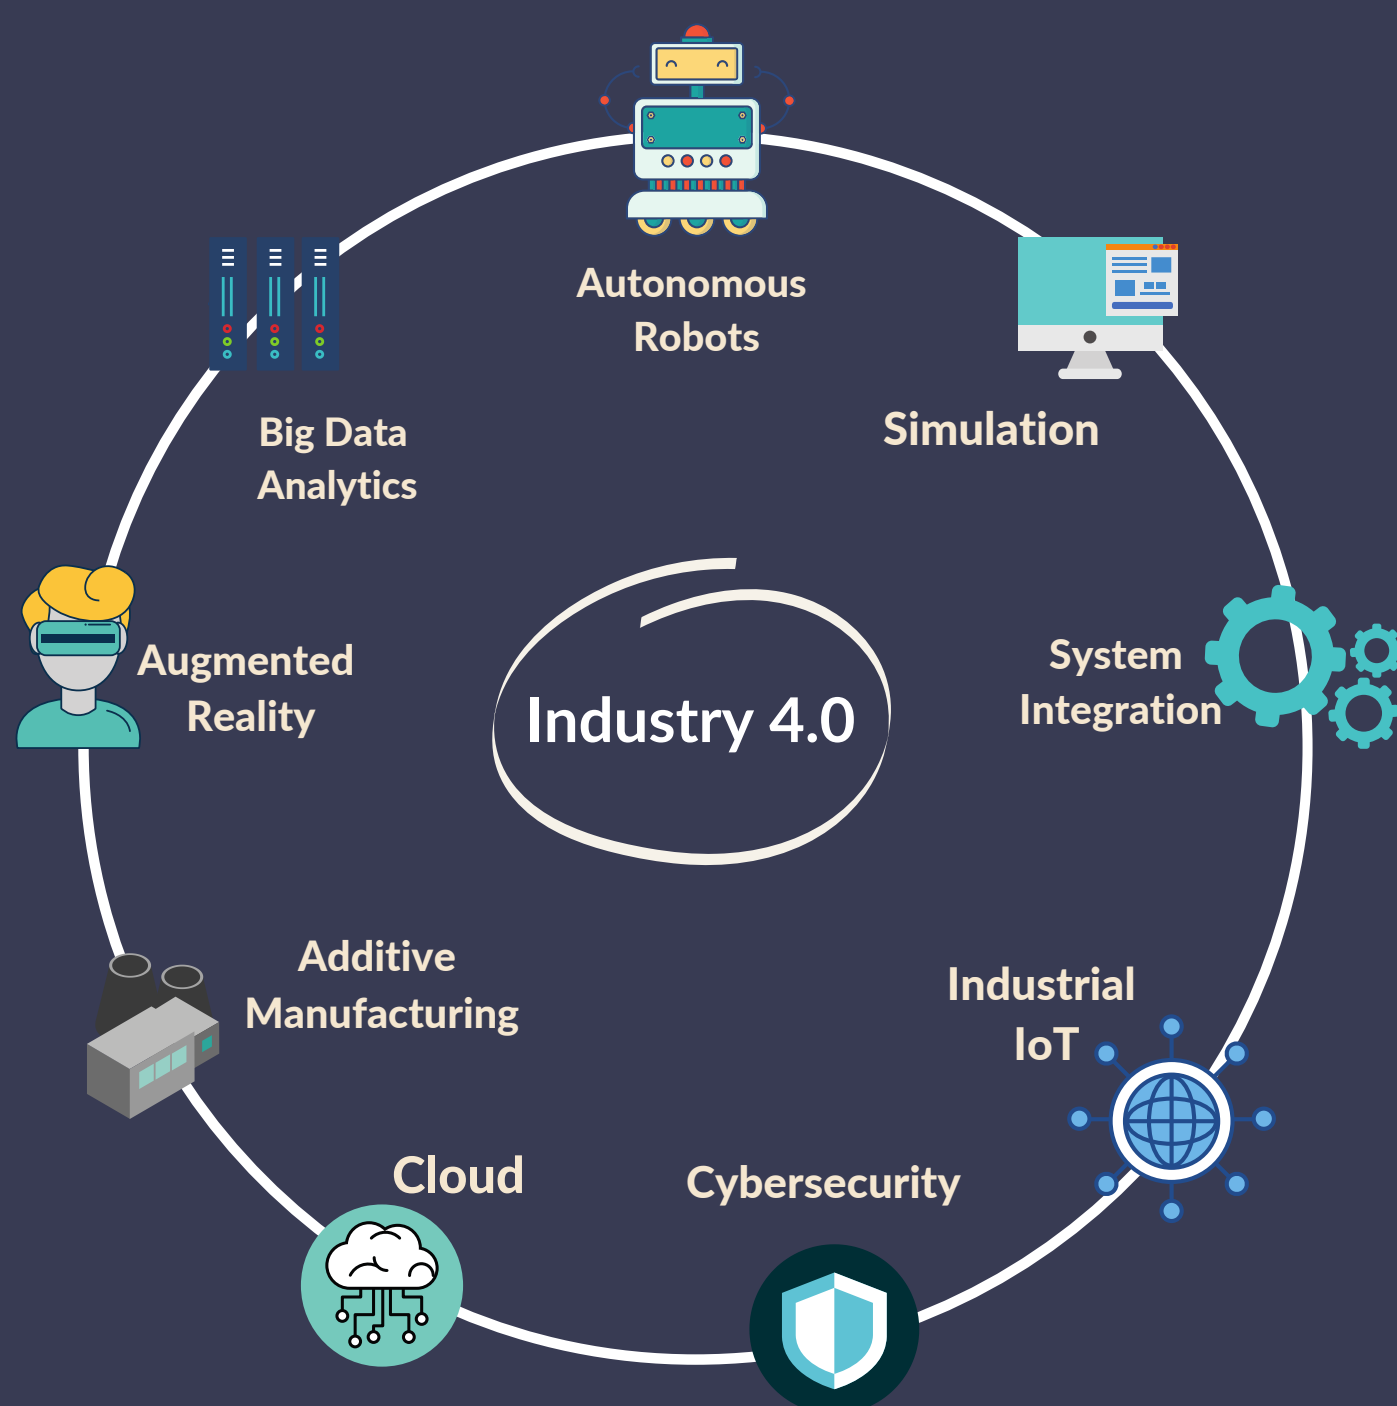 Autonomous
Robots
Simulation
System
Integration
Industrial
IoT
Cybersecurity
Cloud
Additive
Manufacturing
Augmented
Reality
Big Data
Analytics
Industry 4.0